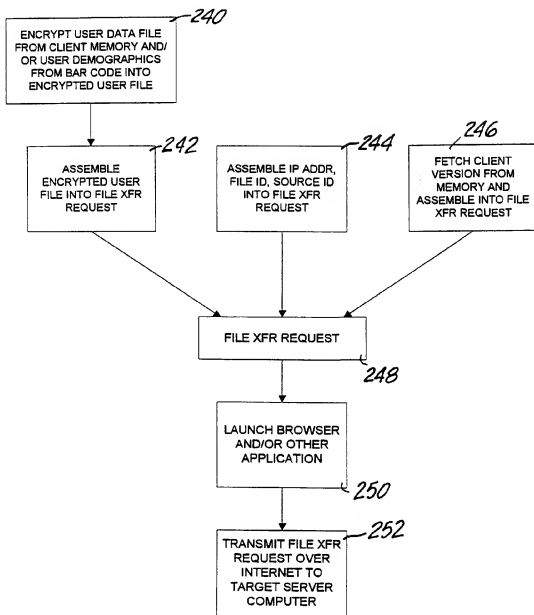 240
ENCRYPT USER DATA FILE
FROM CLIENT MEMORY AND/
OR USER DEMOGRAPHICS
FROM BAR CODE INTO
ENCRYPTED USER FILE
242
ASSEMBLE
ENCRYPTED USER
FILE INTO FILE XFR
REQUEST
244
ASSEMBLE IP ADDR,
FILE ID, SOURCE ID
INTO FILE XFR
REQUEST
246
FETCH CLIENT
VERSION FROM
MEMORY AND
ASSEMBLE INTO FILE
XFR REQUEST
FILE XFR REQUEST
248
LAUNCH BROWSER
AND/OR OTHER
APPLICATION
250
252
TRANSMIT FILE XFR
REQUEST OVER
INTERNET TO
TARGET SERVER
COMPUTER